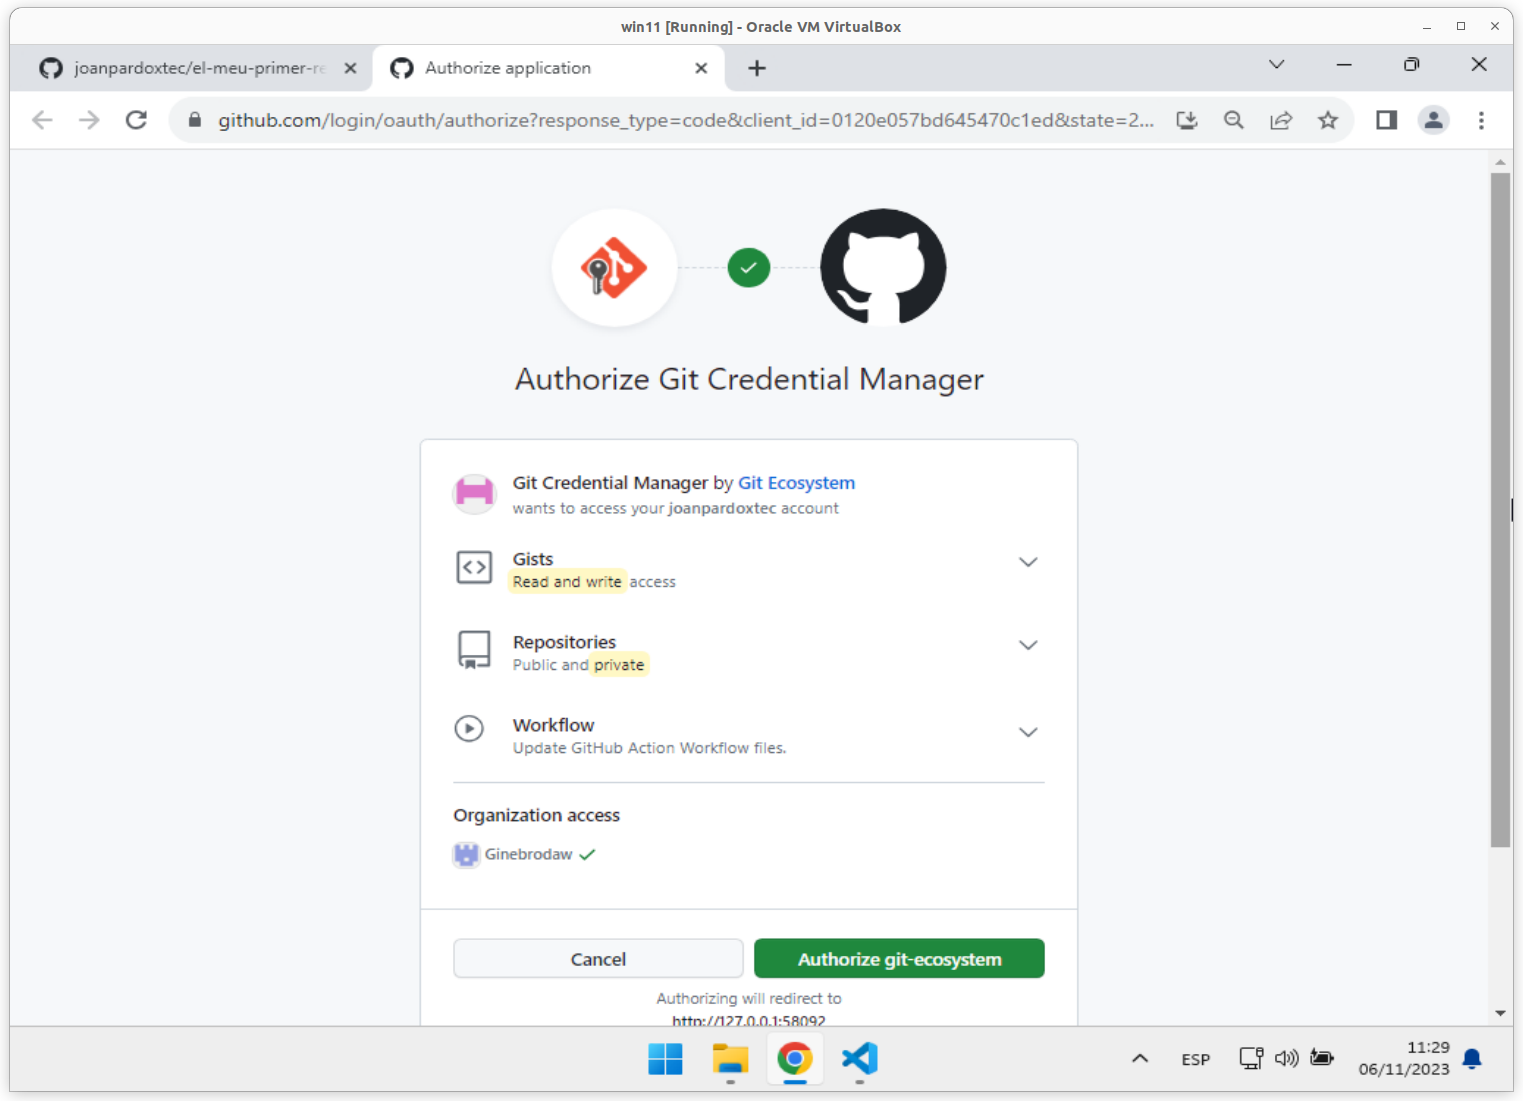 win11 [Running] - Oracle VM VirtualBox
joanpardoxtec/el-meu-primer-re
Authorize application
github.com/login/oauth/authorize?response_type=code&client_id=0120e057bd645470c1ed&state=2...
Authorize Git Credential Manager
Git Credential Manager by Git Ecosystem
wants to access your joanpardoxtec account
Gists
Read and write access
Repositories
Public and private
Workflow
Update GitHub Action Workflow files.
Organization access
Ginebrodaw
Cancel
Authorize git-ecosystem
Authorizing will redirect to
http://127.0.0.1:58092
ESP
11:29
06/11/2023